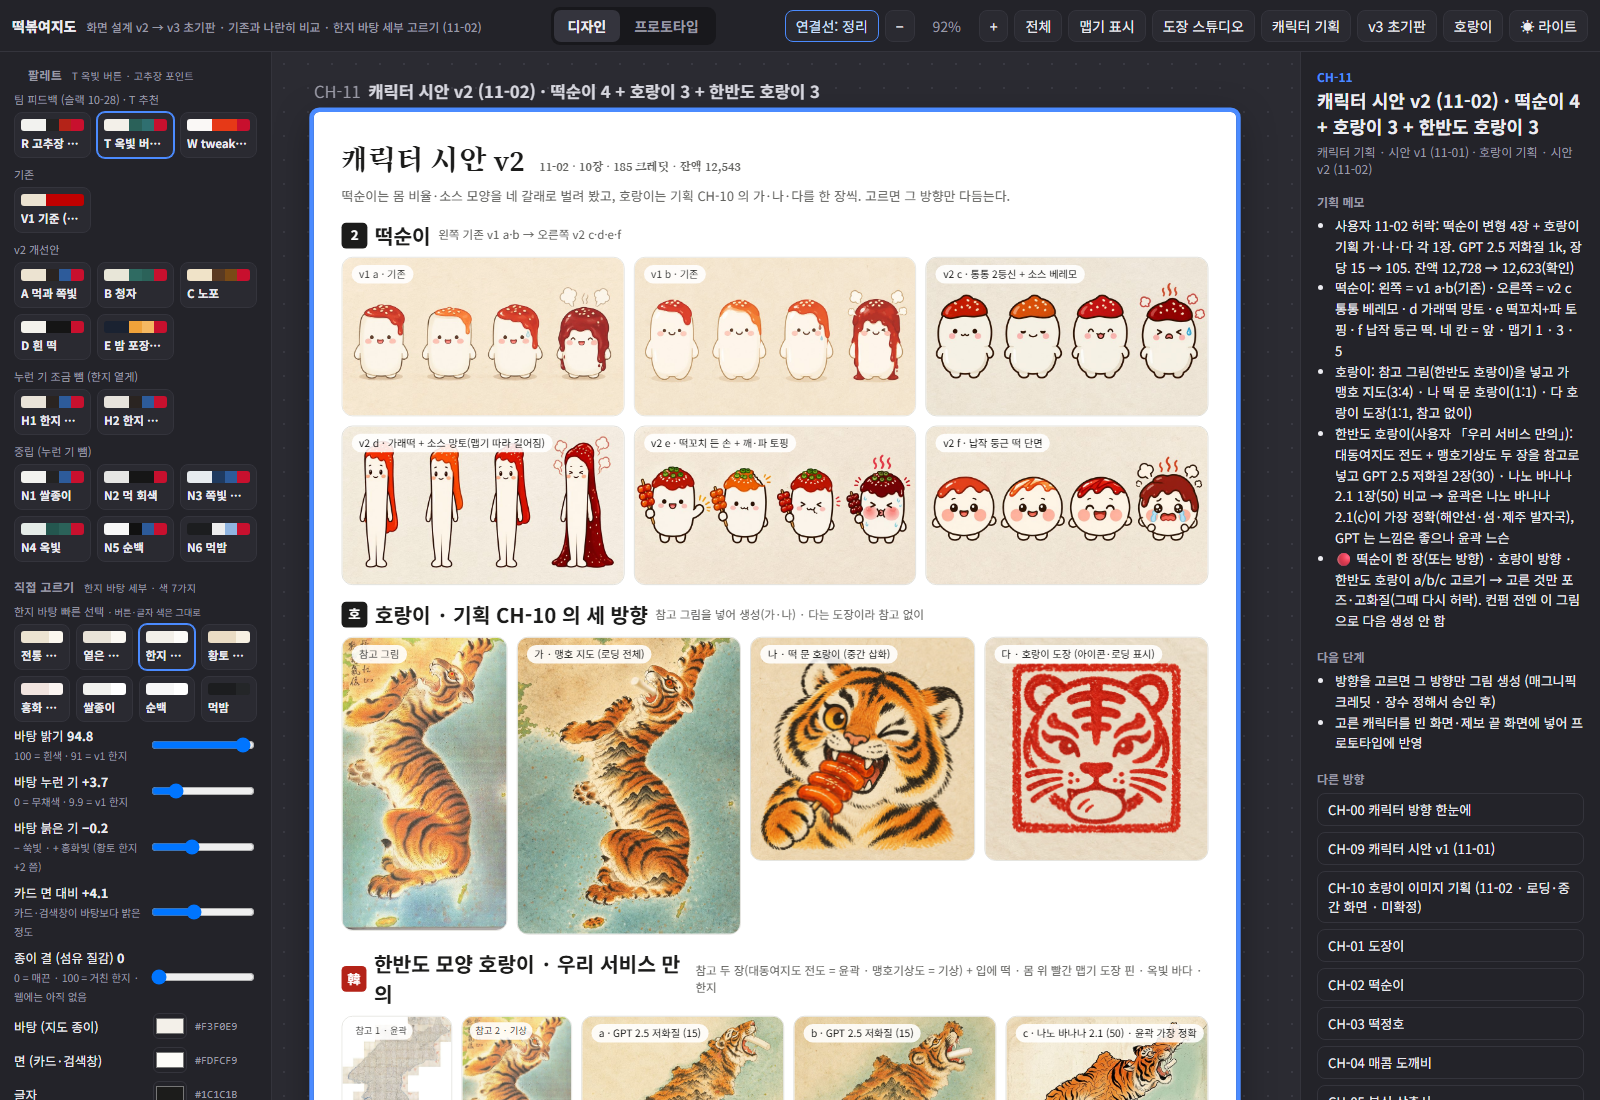 떡볶여지도 화면 설계 v2 → v3 초기판 · 기존과 나란히 비교 · 한지 바탕 세부 고르기 (11-02)
디자인 프로토타입
연결선: 정리 − 92% + 전체 맵기 표시 도장 스튜디오 캐릭터 기획 v3 초기판 호랑이 ☀ 라이트
팔레트 T 옥빛 버튼 · 고추장 포인트
팀 피드백 (슬랙 10-28) · T 추천
R 고추장 ··· T 옥빛 버··· W tweak···
기존
V1 기준 (···
v2 개선안
A 먹과 쪽빛 B 청자 C 노포
D 흰 떡 E 밤 포장···
누런 기 조금 뺌 (한지 옅게)
H1 한지 ··· H2 한지 ···
중립 (누런 기 뺌)
N1 쌀종이 N2 먹 회색 N3 쪽빛 ···
N4 옥빛 N5 순백 N6 먹밤
직접 고르기 한지 바탕 세부 · 색 7가지
한지 바탕 빠른 선택 · 버튼·글자 색은 그대로
전통 ··· 옅은 ··· 한지 ··· 황토 ···
홍화 ··· 쌀종이 순백 먹밤
바탕 밝기 94.8
100 = 흰색 · 91 = v1 한지
바탕 누런 기 +3.7
0 = 무채색 · 9.9 = v1 한지
바탕 붉은 기 −0.2
− 쑥빛 · + 홍화빛 (황토 한지
+2 쯤)
카드 면 대비 +4.1
카드·검색창이 바탕보다 밝은
정도
종이 결 (섬유 질감) 0
0 = 매끈 · 100 = 거친 한지 ·
웹에는 아직 없음
바탕 (지도 종이) #F3F0E9
면 (카드·검색창) #FDFCF9
글자 #1C1C1B
CH-11 캐릭터 시안 v2 (11-02) · 떡순이 4 + 호랑이 3 + 한반도 호랑이 3
캐릭터 시안 v2 11-02 · 10장 · 185 크레딧 · 잔액 12,543
떡순이는 몸 비율·소스 모양을 네 갈래로 벌려 봤고, 호랑이는 기획 CH-10 의 가·나·다를 한 장씩. 고르면 그 방향만 다듬는다.
2 떡순이 왼쪽 기존 v1 a·b → 오른쪽 v2 c·d·e·f
v1 a · 기존
v1 b · 기존
v2 c · 통통 2등신 + 소스 베레모
v2 d · 가래떡 + 소스 망토(맵기 따라 길어짐)
v2 e · 떡꼬치 든 손 + 깨·파 토핑
v2 f · 납작 둥근 떡 단면
호 호랑이 · 기획 CH-10 의 세 방향 참고 그림을 넣어 생성(가·나) · 다는 도장이라 참고 없이
참고 그림
가 · 맹호 지도 (로딩 전체)
나 · 떡 문 호랑이 (중간 삽화)
다 · 호랑이 도장 (아이콘·로딩 표시)
韓 한반도 모양 호랑이 · 우리 서비스 만
의
참고 두 장(대동여지도 전도 = 윤곽 · 맹호기상도 = 기상) + 입에 떡 · 몸 위 빨간 맵기 도장 핀 · 옥빛 바다 ·
한지
참고 1 · 윤곽
참고 2 · 기상
a · GPT 2.5 저화질 (15)
b · GPT 2.5 저화질 (15)
c · 나노 바나나 2.1 (50) · 윤곽 가장 정확
CH-11
캐릭터 시안 v2 (11-02) · 떡순이 4
+ 호랑이 3 + 한반도 호랑이 3
캐릭터 기획 · 시안 v1 (11-01) · 호랑이 기획 · 시안
v2 (11-02)
기획 메모
• 사용자 11-02 허락: 떡순이 변형 4장 + 호랑이
기획 가·나·다 각 1장. GPT 2.5 저화질 1k, 장
당 15 → 105. 잔액 12,728 → 12,623(확인)
• 떡순이: 왼쪽 = v1 a·b(기존) · 오른쪽 = v2 c
통통 베레모 · d 가래떡 망토 · e 떡꼬치+파 토
핑 · f 납작 둥근 떡. 네 칸 = 앞 · 맵기 1 · 3 ·
5
• 호랑이: 참고 그림(한반도 호랑이)을 넣고 가
맹호 지도(3:4) · 나 떡 문 호랑이(1:1) · 다 호
랑이 도장(1:1, 참고 없이)
• 한반도 호랑이(사용자 「우리 서비스 만의」):
대동여지도 전도 + 맹호기상도 두 장을 참고로
넣고 GPT 2.5 저화질 2장(30) · 나노 바나나
2.1 1장(50) 비교 → 윤곽은 나노 바나나
2.1(c)이 가장 정확(해안선·섬·제주 발자국),
GPT 는 느낌은 좋으나 윤곽 느슨
• 🔴 떡순이 한 장(또는 방향) · 호랑이 방향 ·
한반도 호랑이 a/b/c 고르기 → 고른 것만 포
즈·고화질(그때 다시 허락). 컨펌 전엔 이 그림
으로 다음 생성 안 함
다음 단계
• 방향을 고르면 그 방향만 그림 생성 (매그니픽
크레딧 · 장수 정해서 승인 후)
• 고른 캐릭터를 빈 화면·제보 끝 화면에 넣어 프
로토타입에 반영
다른 방향
CH-00 캐릭터 방향 한눈에
CH-09 캐릭터 시안 v1 (11-01)
CH-10 호랑이 이미지 기획 (11-02 · 로딩·중
간 화면 · 미확정)
CH-01 도장이
CH-02 떡순이
CH-03 떡정호
CH-04 매콤 도깨비